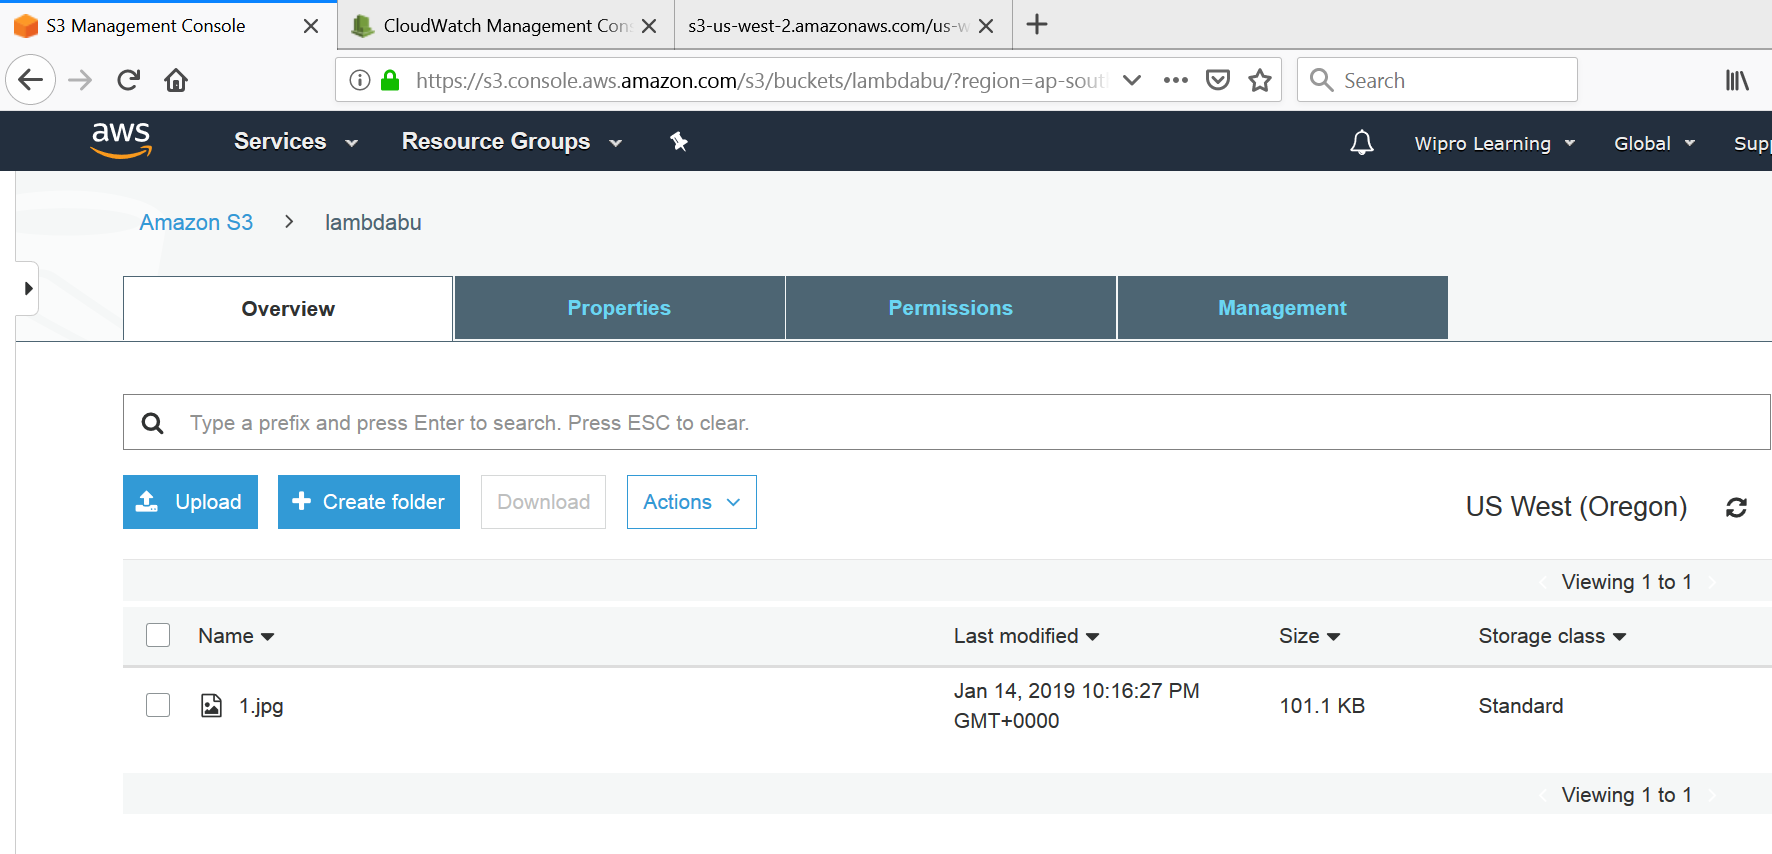 S3 Management Console
CloudWatch Management Con
s3-us-west-2.amazonaws.com/us-w
https://s3.console.aws.amazon.com/s3/buckets/lambdabu/?region=ap-sout
Search
aws
Services
Resource Groups
Wipro Learning
Global
Supp
Amazon S3 > lambdabu
Overview
Properties
Permissions
Management
Type a prefix and press Enter to search. Press ESC to clear.
Upload
+ Create folder
Download
Actions
US West (Oregon)
Viewing 1 to 1
Name
Last modified
Size
Storage class
1.jpg
Jan 14, 2019 10:16:27 PM
GMT+0000
101.1 KB
Standard
Viewing 1 to 1